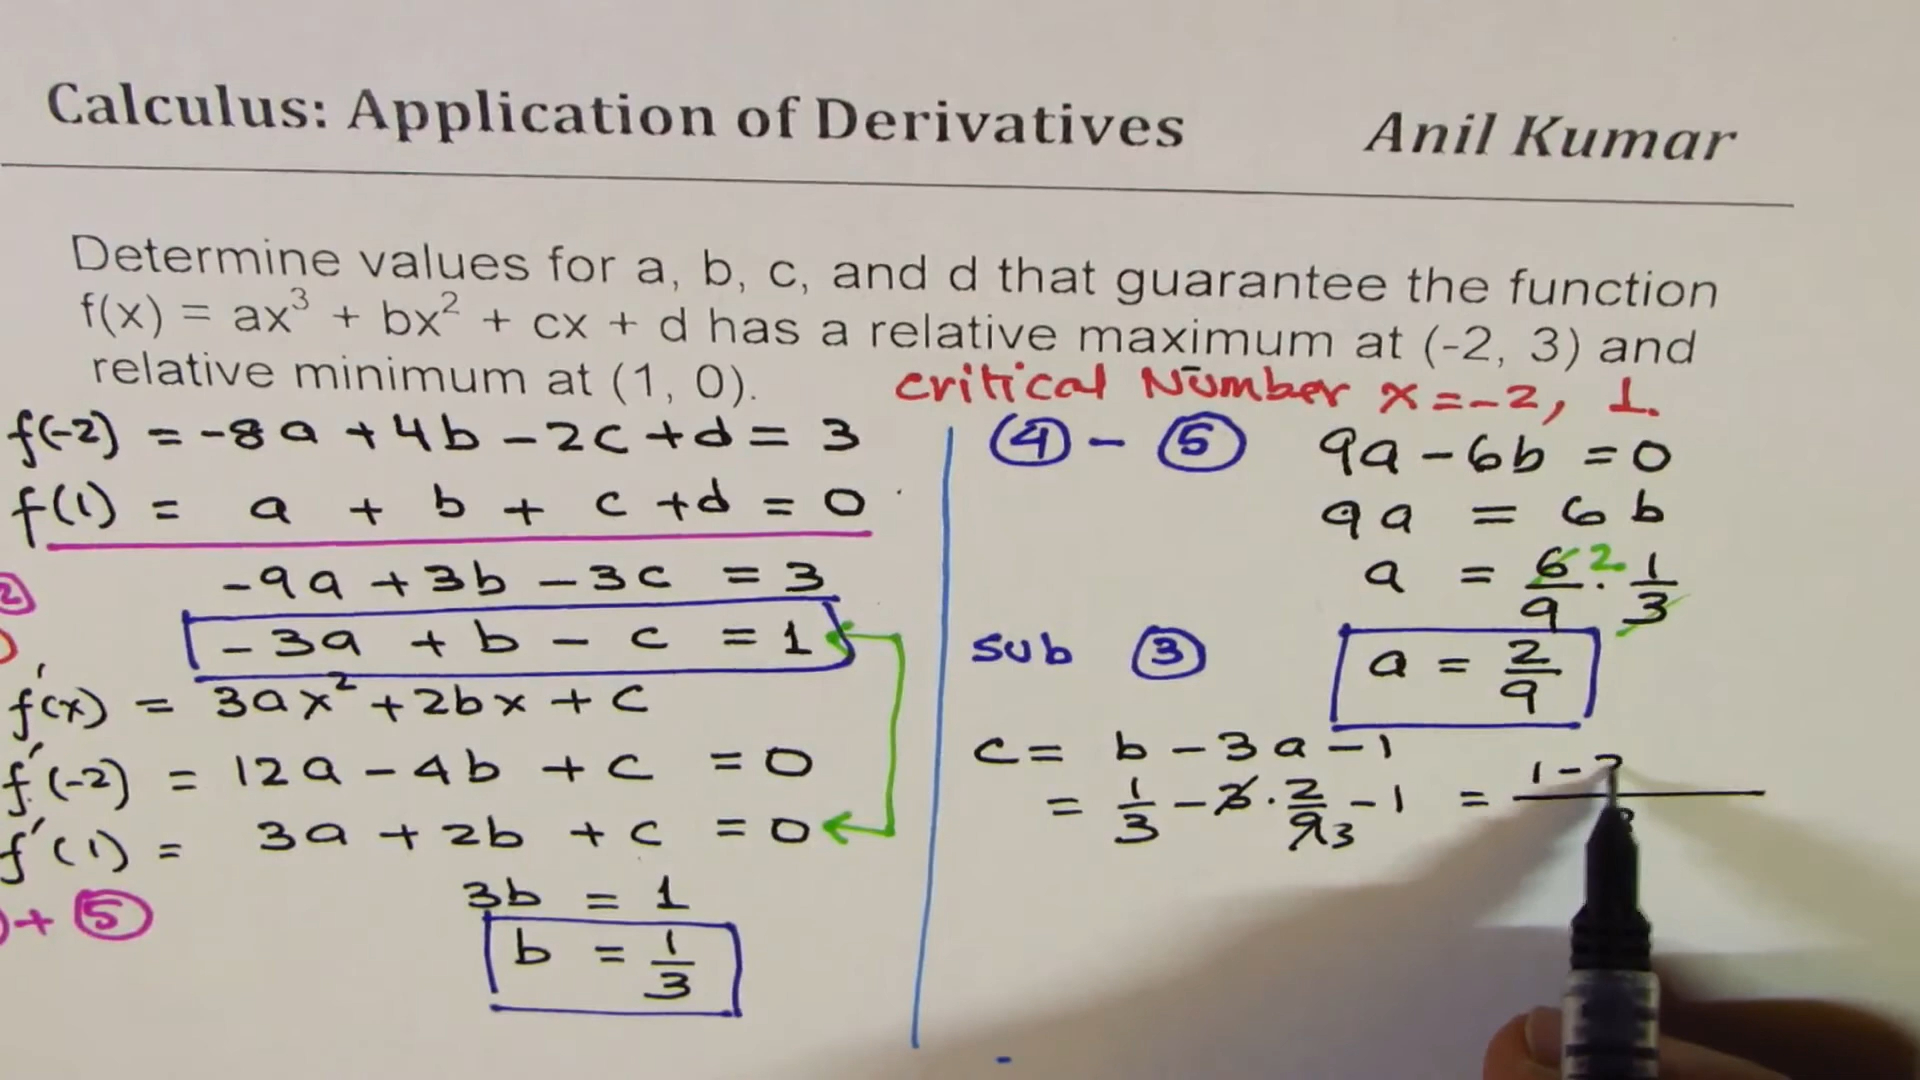 Calculus: Application of Derivatives Anil Kumar
Determine values for a, b, c, and d that guarantee the function
f(x) = ax³ + bx² + cx + d has a relative maximum at (-2, 3) and
relative minimum at (1, 0).
Critical Number x = -2, 1.
f(-2) = -8a + 4b - 2c + d = 3
f(1) = a + b + c + d = 0
-9a + 3b - 3c = 3
②
-3a + b - c = 1
f'(x) = 3ax² + 2bx + c
f'(-2) = 12a - 4b + c = 0
f'(1) = 3a + 2b + c = 0
+ ⑤
3b = 1
b = 1/3
④ - ⑤ 9a - 6b = 0
9a = 6b
a = 6/9 2 · 1/3
sub ③ a = 2/9
c = b - 3a - 1
= 1/3 - 3 · 2/9 3 - 1 = 1 -